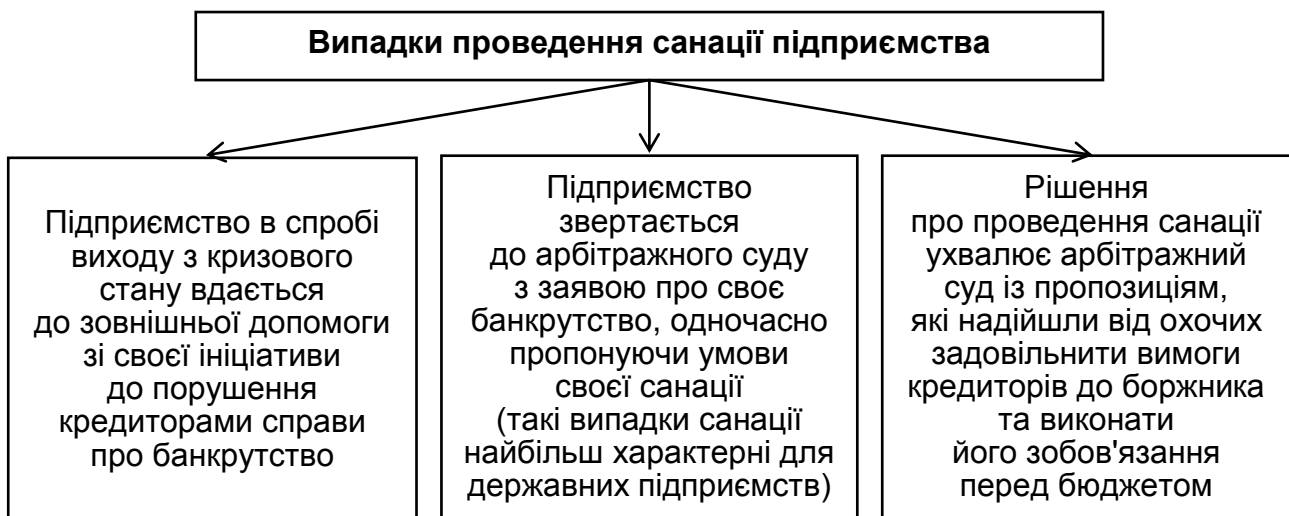 Випадки проведення санації підприємства
Підприємство в спробі
виходу з кризового
стану вдається
до зовнішньої допомоги
зі своєї ініціативи
до порушення
кредиторами справи
про банкрутство
Підприємство
звертається
до арбітражного суду
з заявою про своє
банкрутство, одночасно
пропонуючи умови
своєї санації
(такі випадки санації
найбільш характерні для
державних підприємств)
Рішення
про проведення санації
ухвалює арбітражний
суд із пропозиціям,
які надійшли від охочих
задовільнити вимоги
кредиторів до боржника
та виконати
його зобов'язання
перед бюджетом